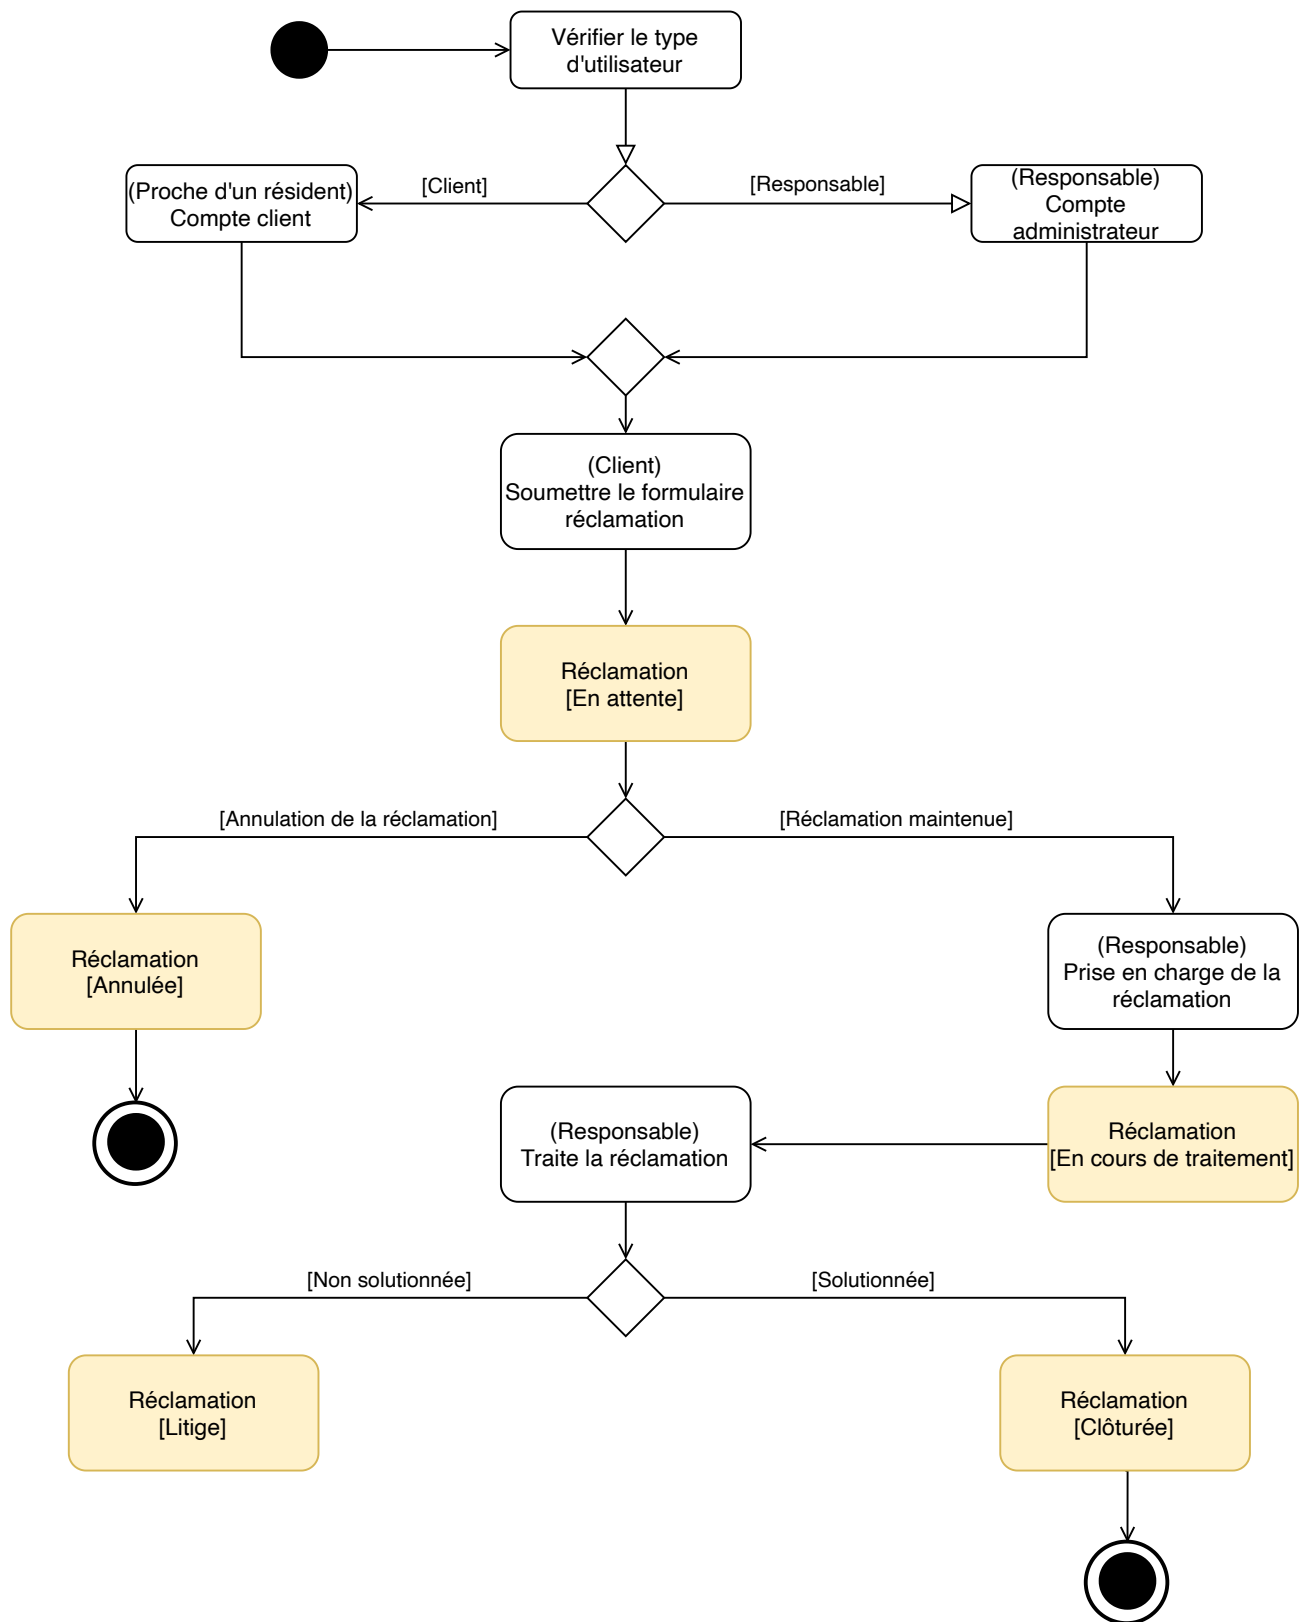 Vérifier le type
d'utilisateur
[Client]
[Responsable]
(Proche d'un résident)
Compte client
(Responsable)
Compte
administrateur
(Client)
Soumettre le formulaire
réclamation
Réclamation
[En attente]
[Annulation de la réclamation]
[Réclamation maintenue]
Réclamation
[Annulée]
(Responsable)
Prise en charge de la
réclamation
(Responsable)
Traite la réclamation
Réclamation
[En cours de traitement]
[Non solutionnée]
[Solutionnée]
Réclamation
[Litige]
Réclamation
[Clôturée]